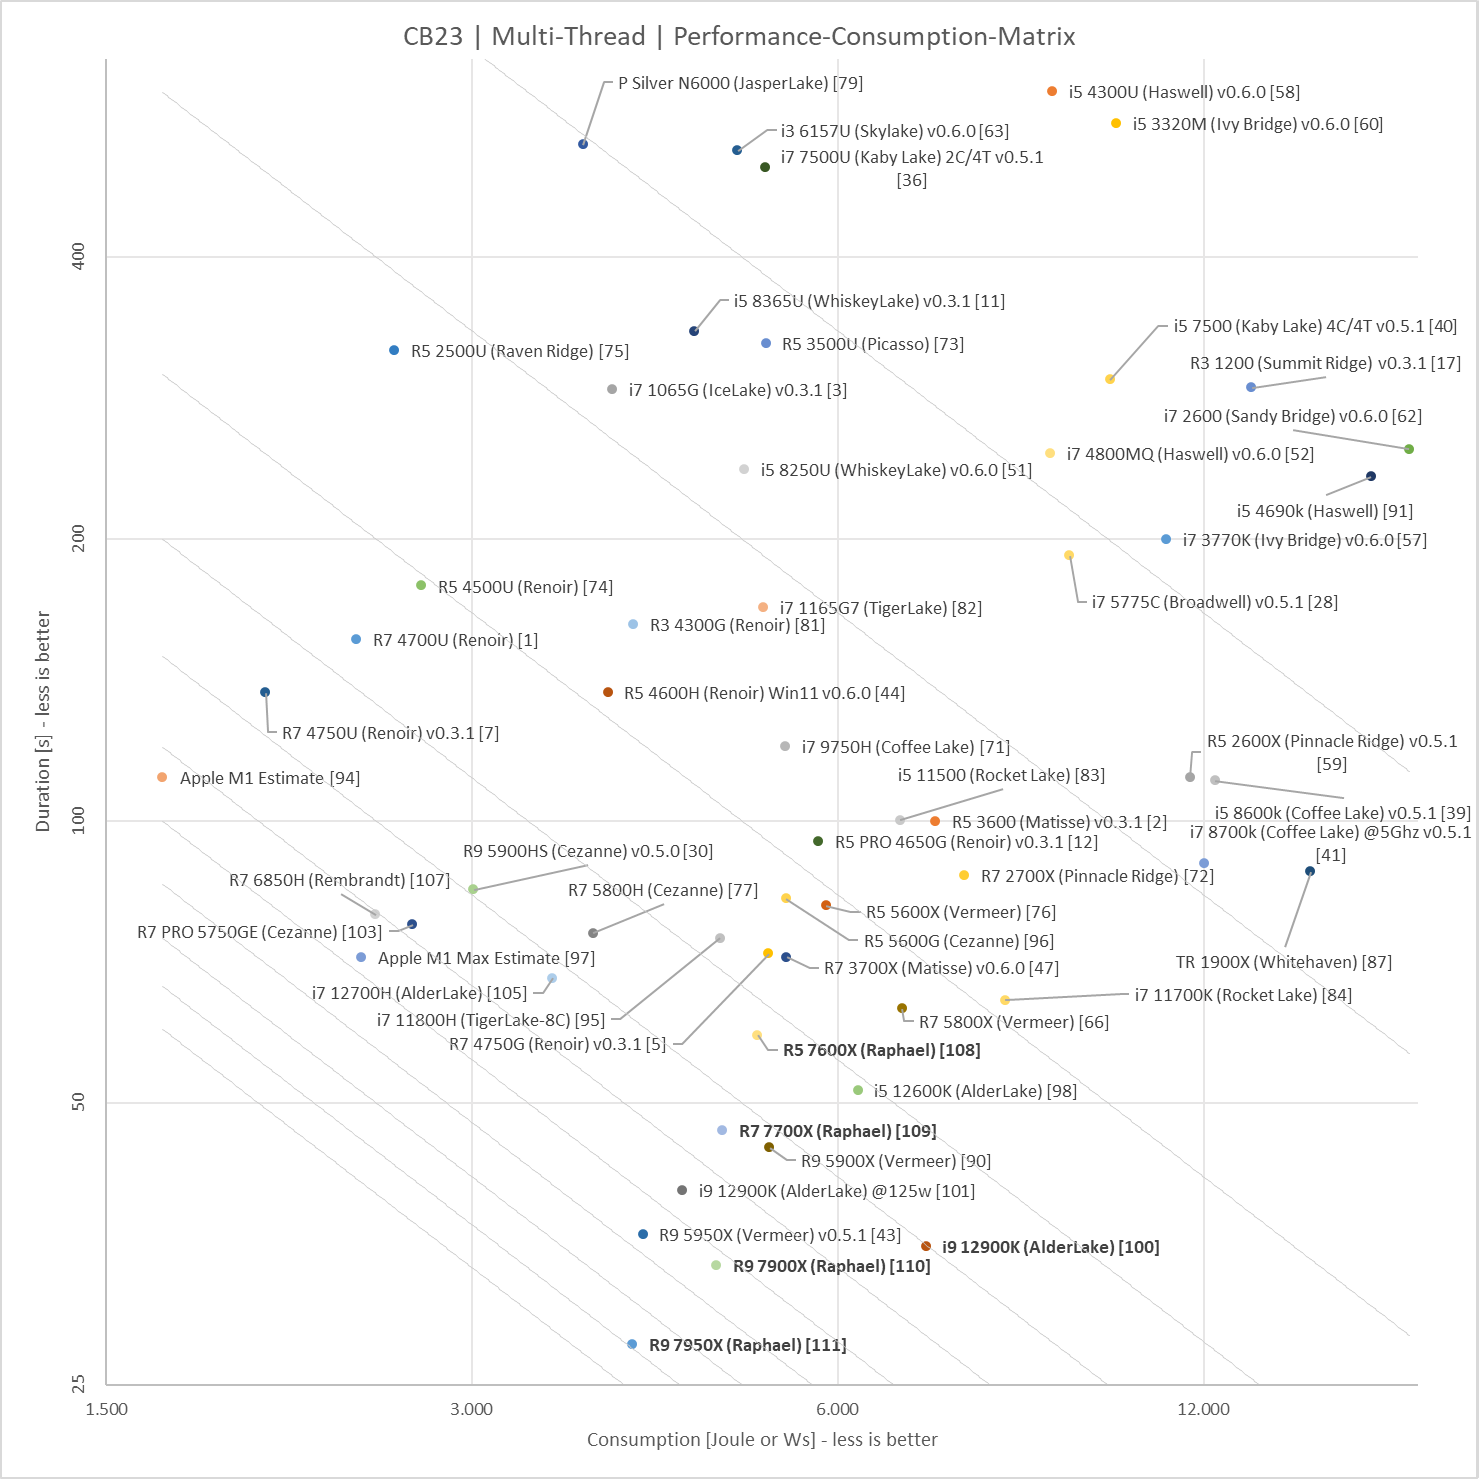 CB23 | Multi-Thread | Performance-Consumption-Matrix
P Silver N6000 (JasperLake) [79]
i5 4300U (Haswell) v0.6.0 [58]
i5 3320M (Ivy Bridge) v0.6.0 [60]
i3 6157U (Skylake) v0.6.0 [63]
i7 7500U (Kaby Lake) 2C/4T v0.5.1
[36]
400
i5 8365U (WhiskeyLake) v0.3.1 [11]
i5 7500 (Kaby Lake) 4C/4T v0.5.1 [40]
R5 2500U (Raven Ridge) [75]
R5 3500U (Picasso) [73]
R3 1200 (Summit Ridge) v0.3.1 [17]
i7 1065G (IceLake) v0.3.1 [3]
i7 2600 (Sandy Bridge) v0.6.0 [62]
i7 4800MQ (Haswell) v0.6.0 [52]
i5 8250U (WhiskeyLake) v0.6.0 [51]
i5 4690k (Haswell) [91]
200
i7 3770K (Ivy Bridge) v0.6.0 [57]
R5 4500U (Renoir) [74]
i7 5775C (Broadwell) v0.5.1 [28]
i7 1165G7 (TigerLake) [82]
R3 4300G (Renoir) [81]
R7 4700U (Renoir) [1]
R5 4600H (Renoir) Win11 v0.6.0 [44]
R7 4750U (Renoir) v0.3.1 [7]
Duration [s] - less is better
i7 9750H (Coffee Lake) [71]
R5 2600X (Pinnacle Ridge) v0.5.1
[59]
Apple M1 Estimate [94]
i5 11500 (Rocket Lake) [83]
i5 8600k (Coffee Lake) v0.5.1 [39]
100
R5 3600 (Matisse) v0.3.1 [2]
i7 8700k (Coffee Lake) @5Ghz v0.5.1
[41]
R5 PRO 4650G (Renoir) v0.3.1 [12]
R9 5900HS (Cezanne) v0.5.0 [30]
R7 2700X (Pinnacle Ridge) [72]
R7 6850H (Rembrandt) [107]
R7 5800H (Cezanne) [77]
R5 5600X (Vermeer) [76]
R7 PRO 5750GE (Cezanne) [103]
R5 5600G (Cezanne) [96]
Apple M1 Max Estimate [97]
R7 3700X (Matisse) v0.6.0 [47]
TR 1900X (Whitehaven) [87]
i7 12700H (AlderLake) [105]
i7 11700K (Rocket Lake) [84]
i7 11800H (TigerLake-8C) [95]
R7 5800X (Vermeer) [66]
R7 4750G (Renoir) v0.3.1 [5]
R5 7600X (Raphael) [108]
i5 12600K (AlderLake) [98]
50
R7 7700X (Raphael) [109]
R9 5900X (Vermeer) [90]
i9 12900K (AlderLake) @125w [101]
R9 5950X (Vermeer) v0.5.1 [43]
i9 12900K (AlderLake) [100]
R9 7900X (Raphael) [110]
R9 7950X (Raphael) [111]
25
1.500
3.000
6.000
12.000
Consumption [Joule or Ws] - less is better